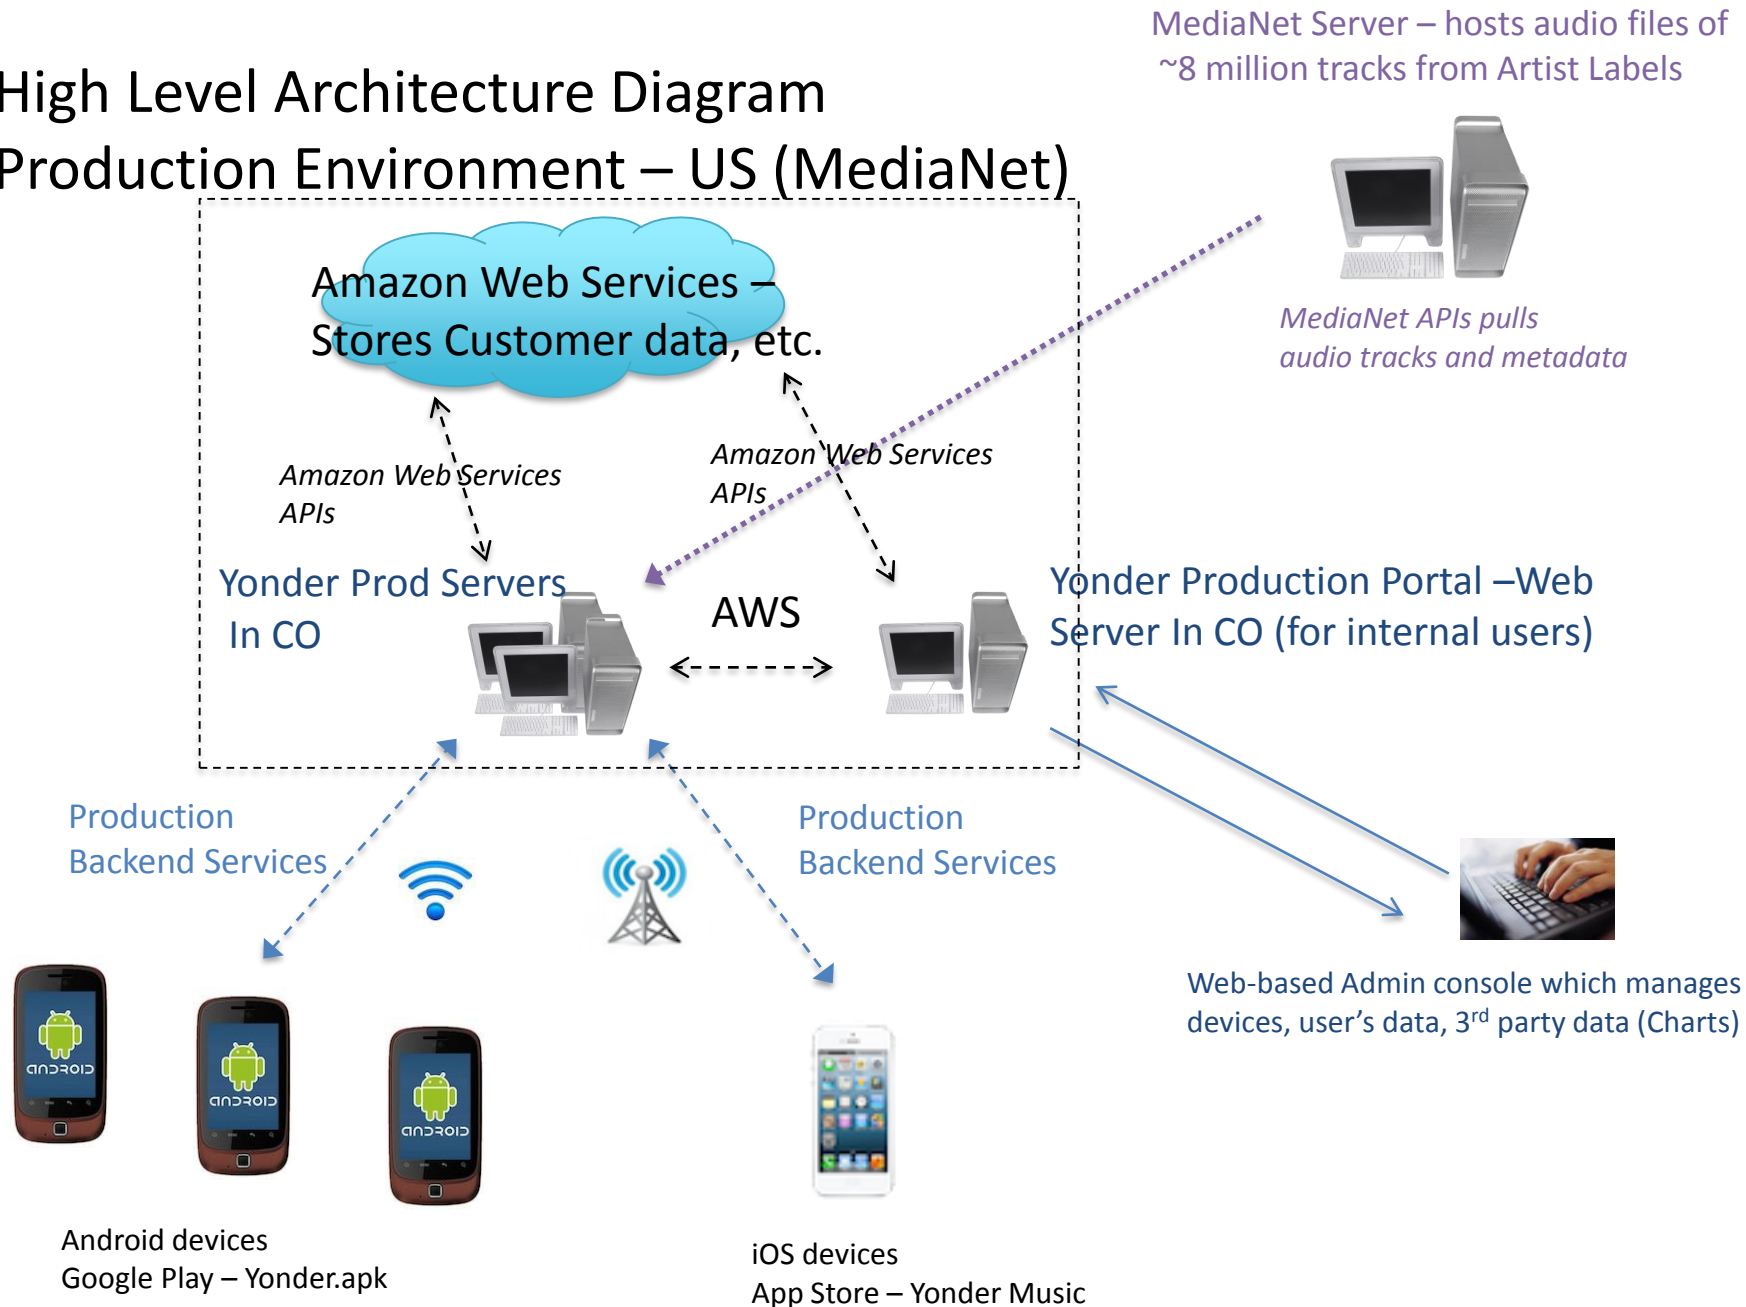 MediaNet Server – hosts audio files of
~8 million tracks from Artist Labels
High Level Architecture Diagram
Production Environment – US (MediaNet)
Amazon Web Services –
Stores Customer data, etc.
MediaNet APIs pulls
audio tracks and metadata
Amazon Web Services
APIs
Amazon Web Services
APIs
Yonder Prod Servers
In CO
AWS
Yonder Production Portal –Web
Server In CO (for internal users)
Production
Backend Services
Production
Backend Services
Web-based Admin console which manages
devices, user's data, 3rd party data (Charts)
ANDROID
ANDROID
ANDROID
Android devices
Google Play – Yonder.apk
iOS devices
App Store – Yonder Music